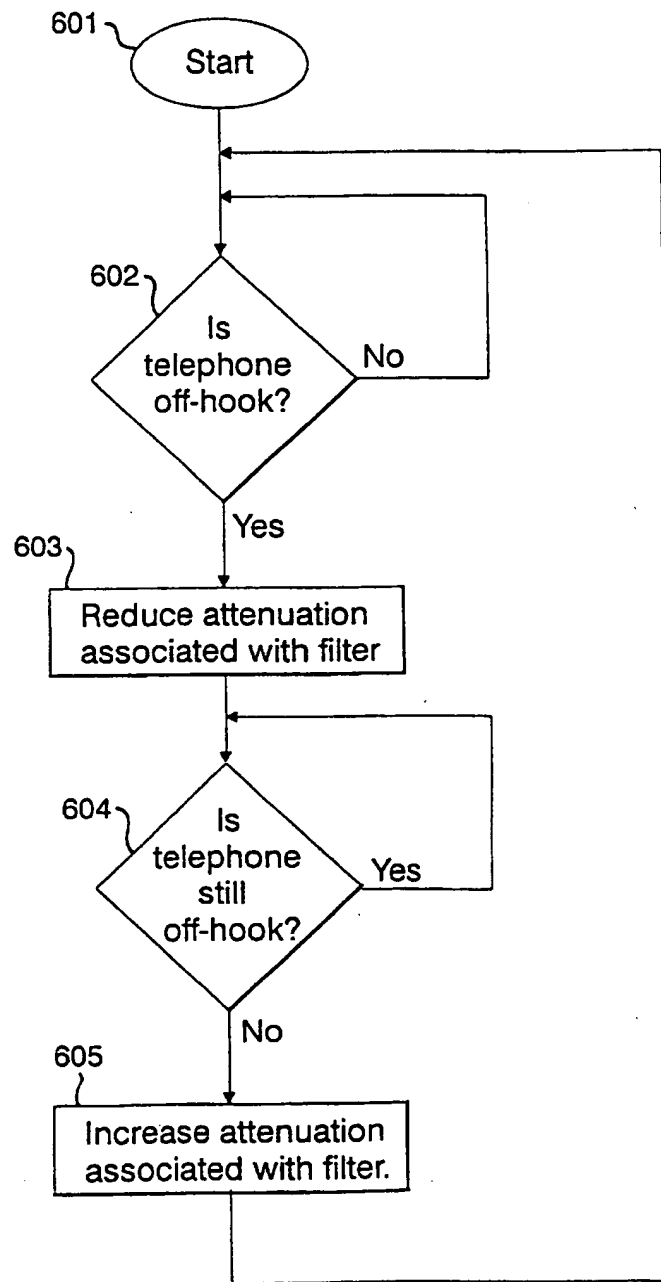 601
Start
602
Is
telephone
off-hook?
No
Yes
603
Reduce attenuation
associated with filter
604
Is
telephone
still
off-hook?
Yes
No
605
Increase attenuation
associated with filter.